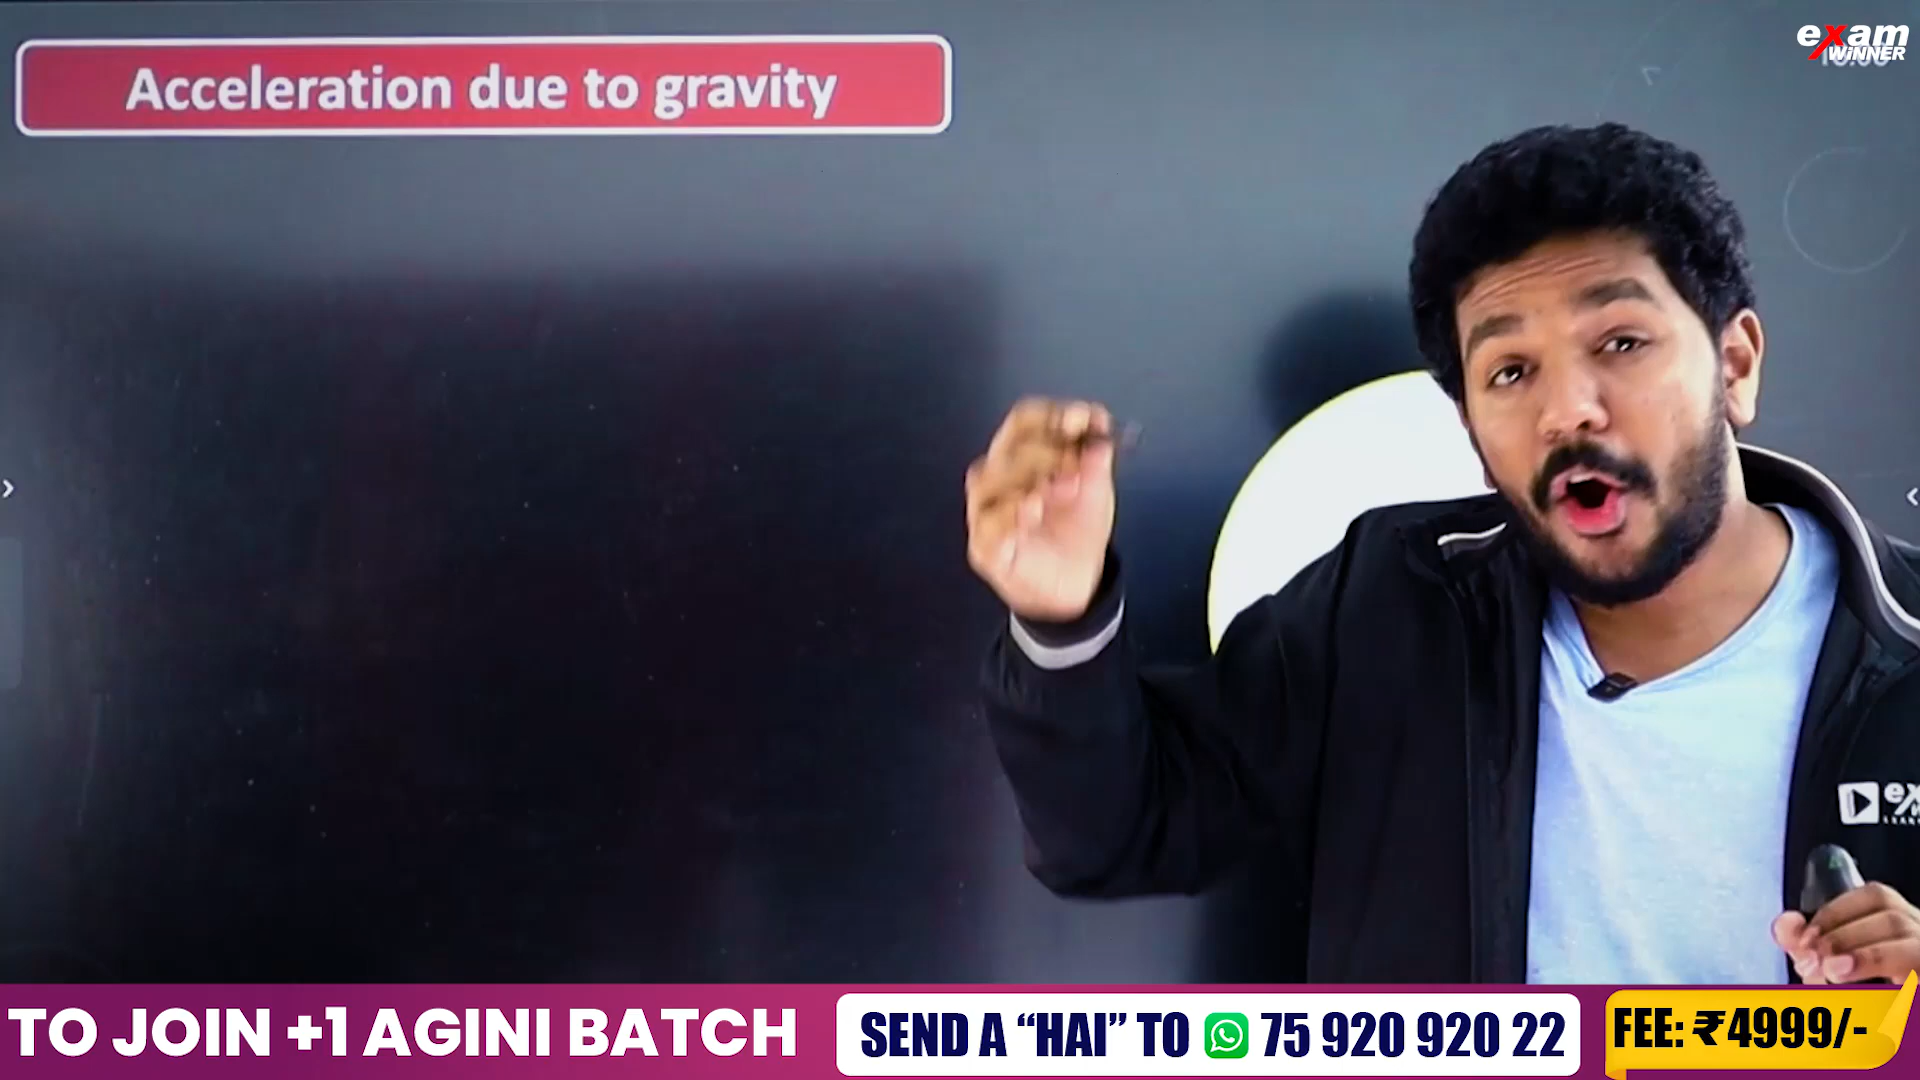 Acceleration due to gravity
exam
WINNER
TO JOIN +1 AGINI BATCH
SEND A “HAI” TO 75 920 920 22
FEE: ₹4999/-